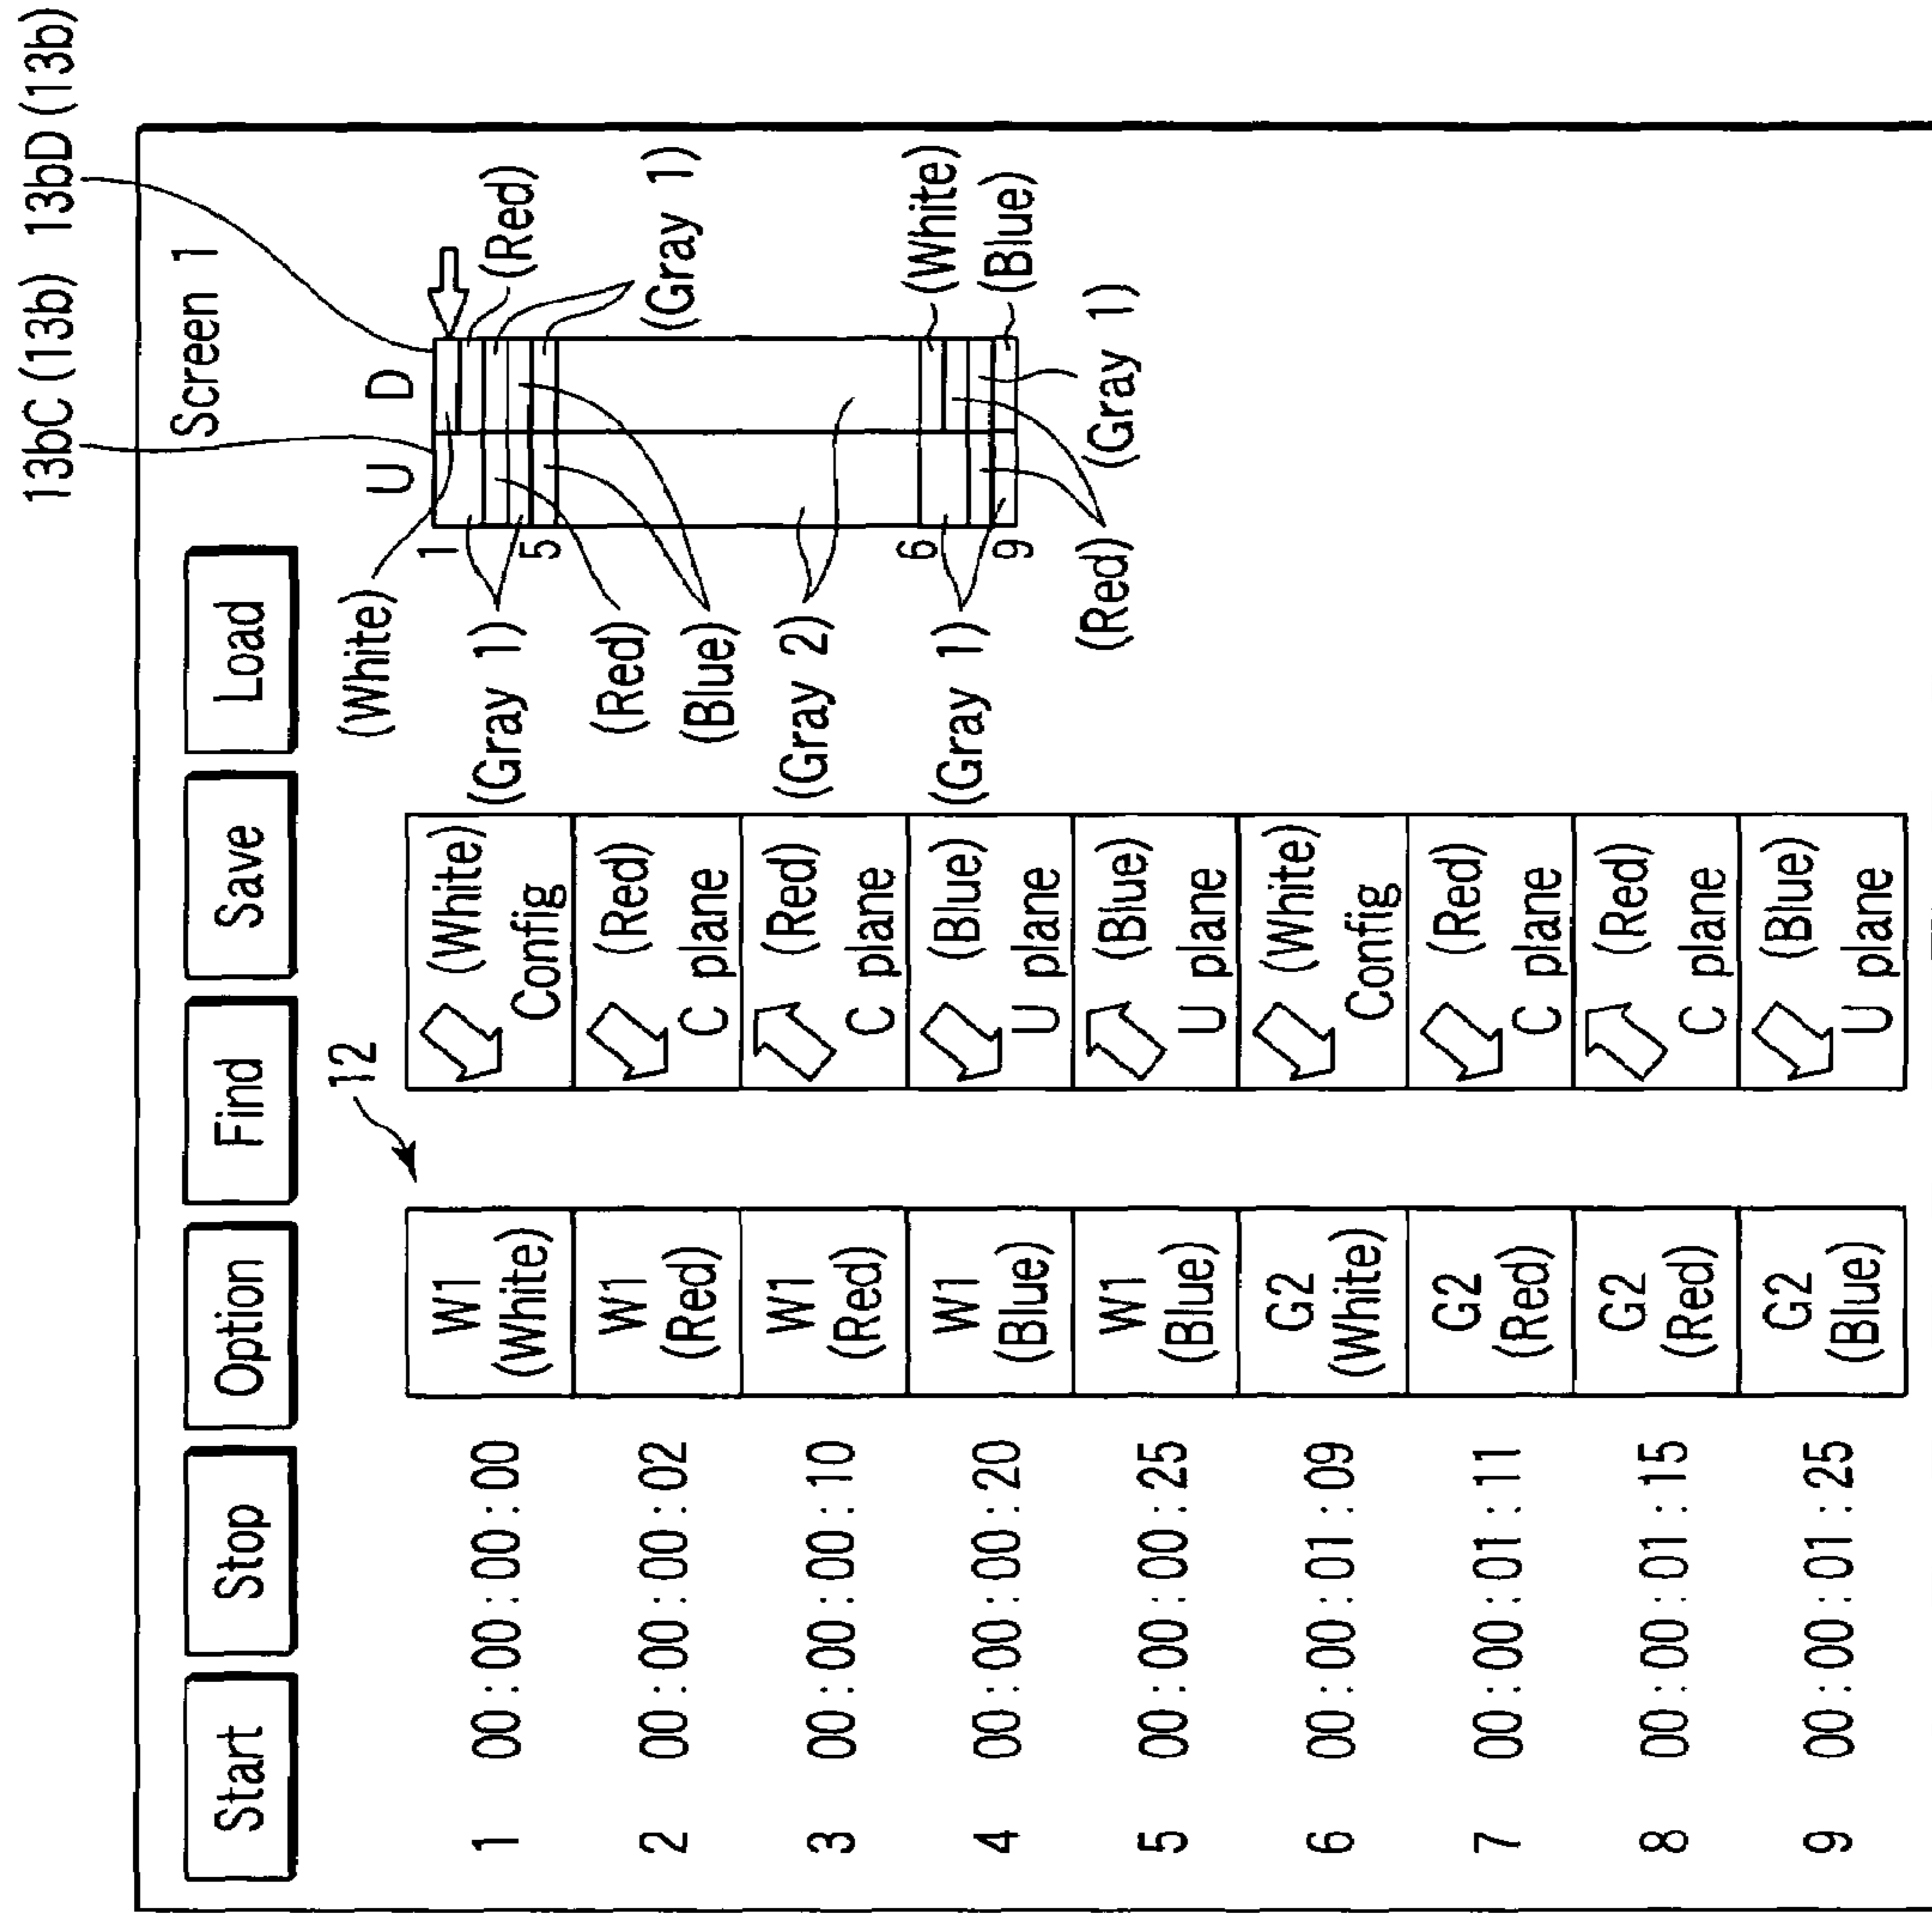 13bC (13b) 13bD (13b)
Screen 1
Start Stop Option Find Save Load
12
U D
(White)
1
(Red)
(Gray 1)
5
(Gray 1)
(Red)
(Blue)
(Gray 2)
6
(White)
(Gray 1)
9
(Blue)
(Red)
(Gray 1)
1 00:00:00:00 W1 (White)
(White) Config
2 00:00:00:02 W1 (Red)
(Red) C plane
3 00:00:00:10 W1 (Red)
(Red) C plane
4 00:00:00:20 W1 (Blue)
(Blue) U plane
5 00:00:00:25 W1 (Blue)
(Blue) U plane
6 00:00:01:09 G2 (White)
(White) Config
7 00:00:01:11 G2 (Red)
(Red) C plane
8 00:00:01:15 G2 (Red)
(Red) C plane
9 00:00:01:25 G2 (Blue)
(Blue) U plane